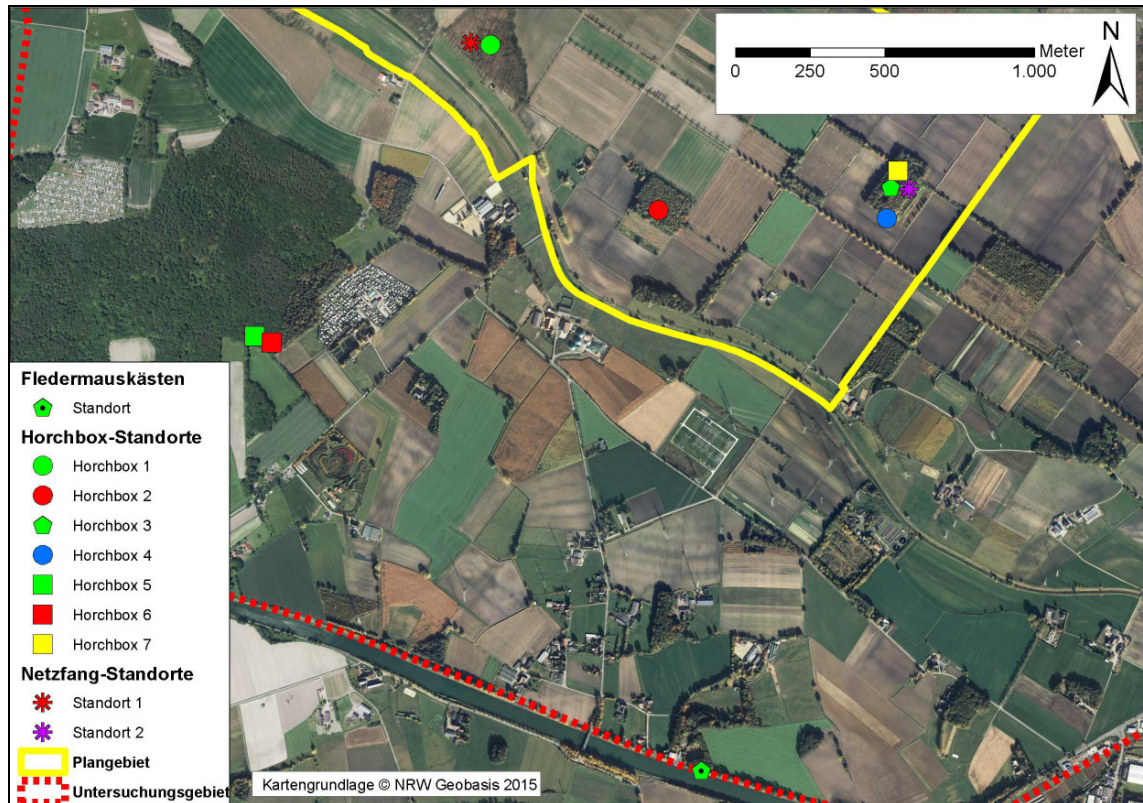 N
Meter
0 250 500 1.000
Fledermauskästen
Standort
Horchbox-Standorte
Horchbox 1
Horchbox 2
Horchbox 3
Horchbox 4
Horchbox 5
Horchbox 6
Horchbox 7
Netzfang-Standorte
Standort 1
Standort 2
Plangebiet
Untersuchungsgebiet
Kartengrundlage © NRW Geobasis 2015